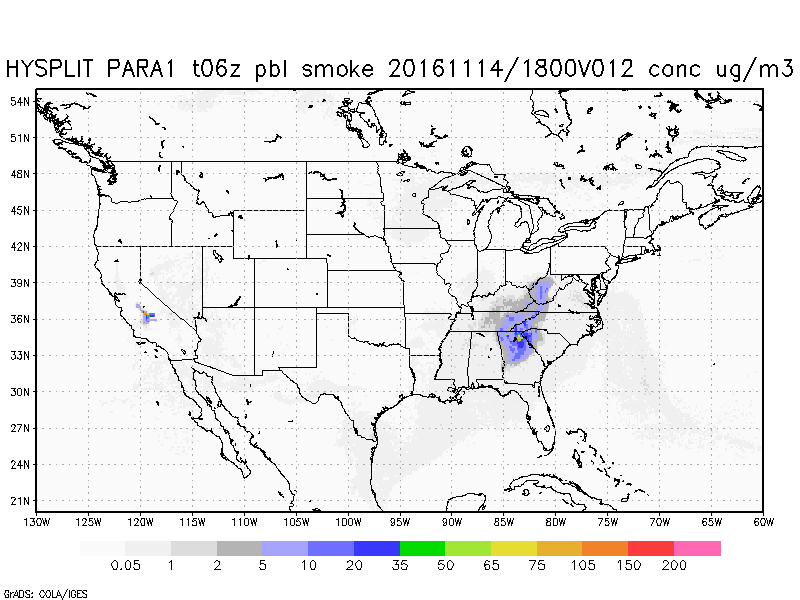 HYSPLIT PARA1 t06z pbl smoke 20161114/1800V012 conc ug/m3
54N
51N
48N
45N
42N
39N
36N
33N
30N
27N
24N
21N
130W 125W 120W 115W 110W 105W 100W 95W 90W 85W 80W 75W 70W 65W 60W
0.05 1 2 5 10 20 35 50 65 75 105 150 200
GrADS: COLA/IGES